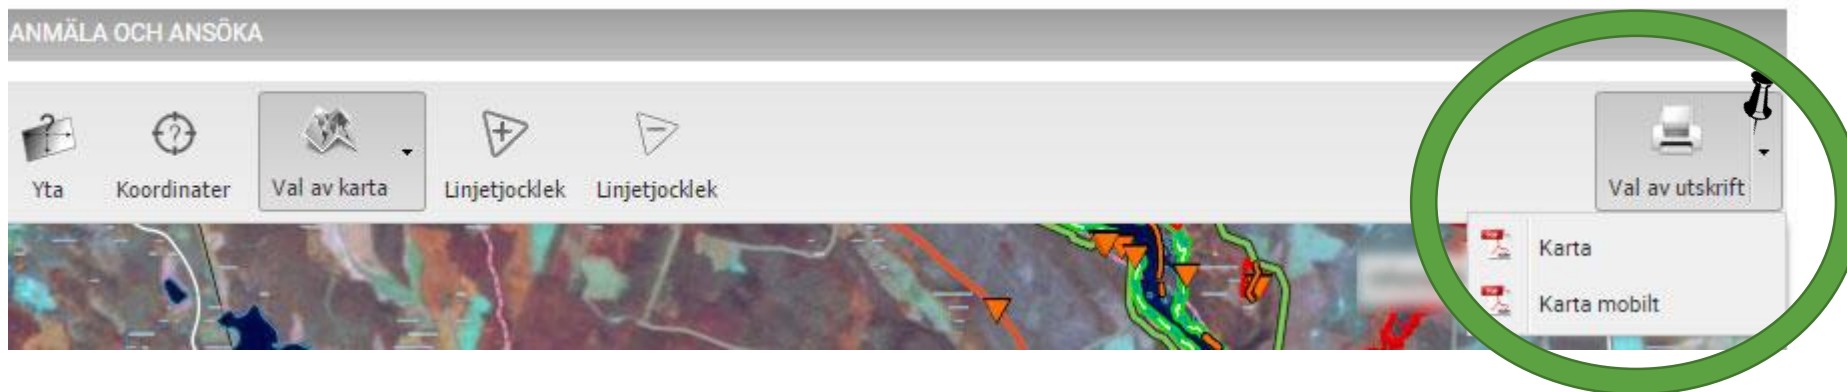 ANMÄLA OCH ANSÖKA
Yta
Koordinater
Val av karta
Linjetjocklek
Linjetjocklek
Val av utskrift
Karta
Karta mobilt